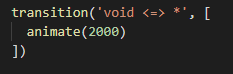 transition('void <=> *', [
animate(2000)
])